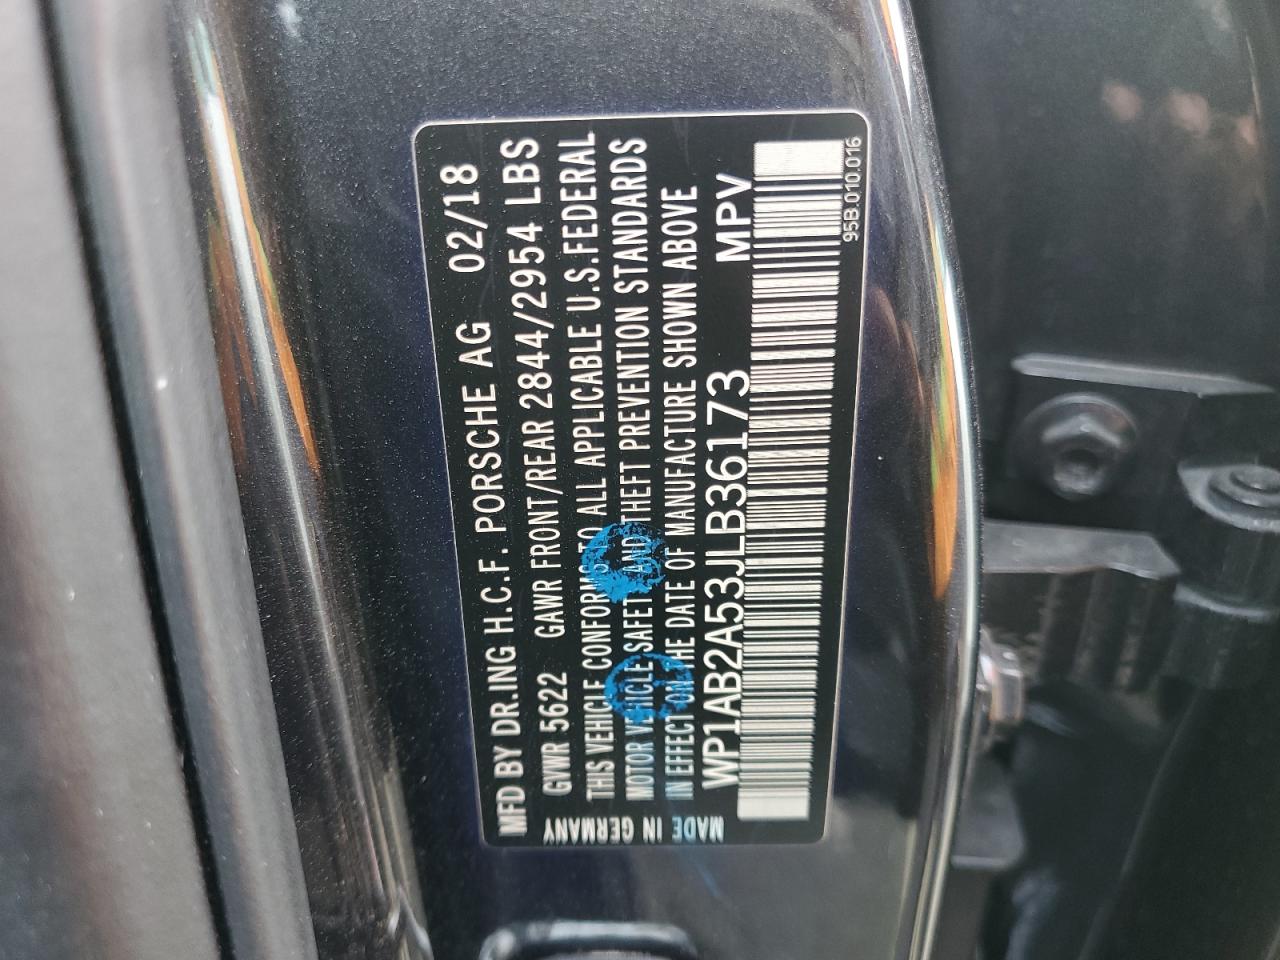 MFD BY DR.ING H.C.F. PORSCHE AG 02/18
GVWR 5622 GAWR FRONT/REAR 2844/2954 LBS
THIS VEHICLE CONFORMS TO ALL APPLICABLE U.S.FEDERAL
MOTOR VEHICLE SAFETY AND THEFT PREVENTION STANDARDS
IN EFFECT ON THE DATE OF MANUFACTURE SHOWN ABOVE
WP1AB2A53JLB36173 MPV
MADE IN GERMANY
95B.010.016